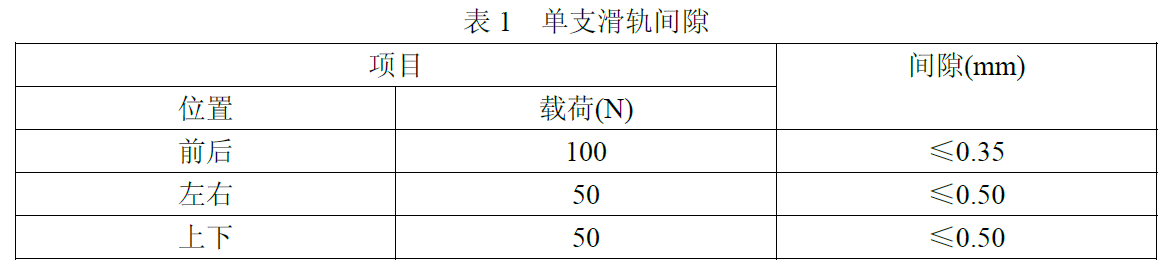 表 1 单支滑轨间隙
项目 间隙(mm)
位置 载荷(N)
前后 100 ≤0.35
左右 50 ≤0.50
上下 50 ≤0.50